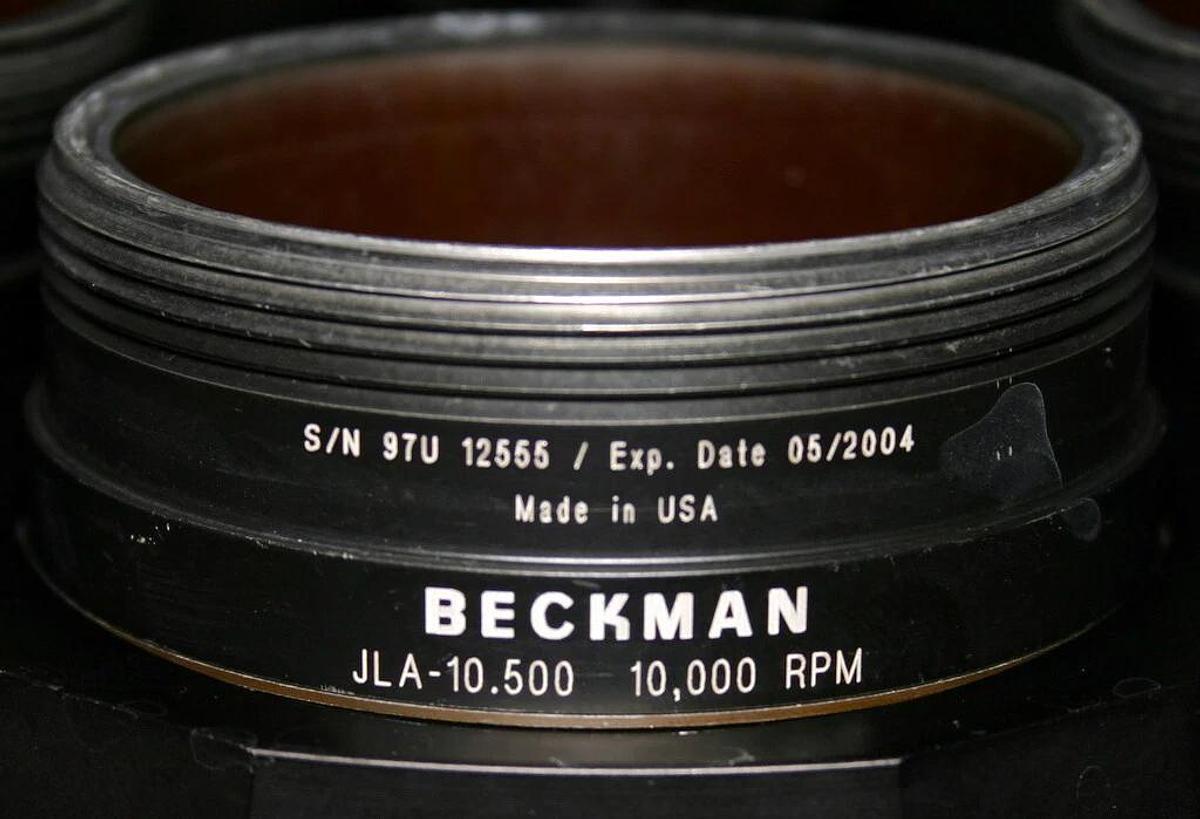 S/N 97U 12555 / Exp. Date 05/2004
Made in USA
BECKMAN
JLA-10.500 10,000 RPM